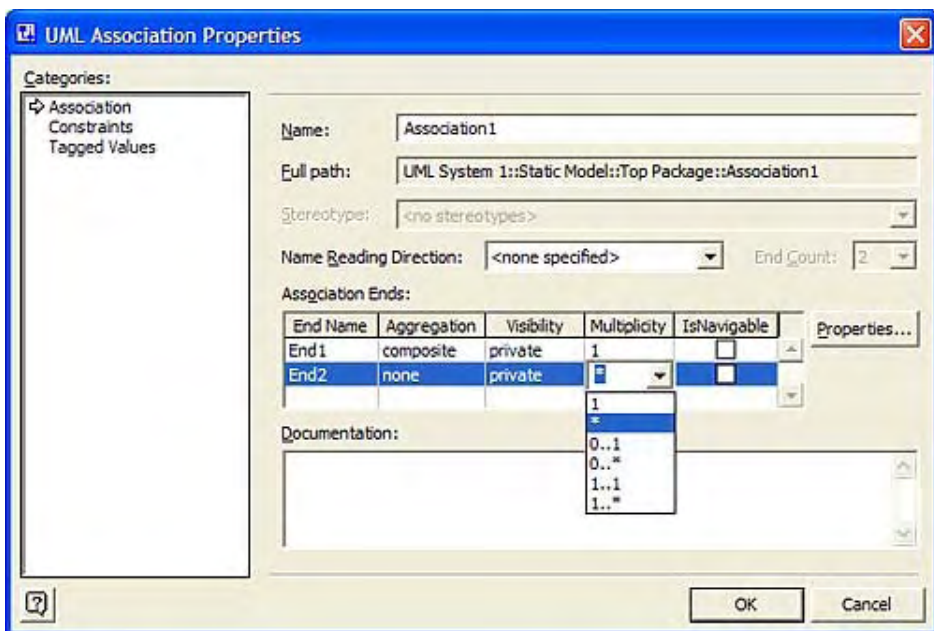 UML Association Properties
Categories:
Association
Constraints
Tagged Values
Name: Association1
Full path: UML System 1::Static Model::Top Package::Association1
Stereotype: <no stereotypes>
Name Reading Direction: <none specified> End Count: 2
Association Ends:
End Name Aggregation Visibility Multiplicity IsNavigable Properties...
End1 composite private 1
End2 none private *
1
*
0..1
0..*
1..1
1..*
Documentation:
OK Cancel